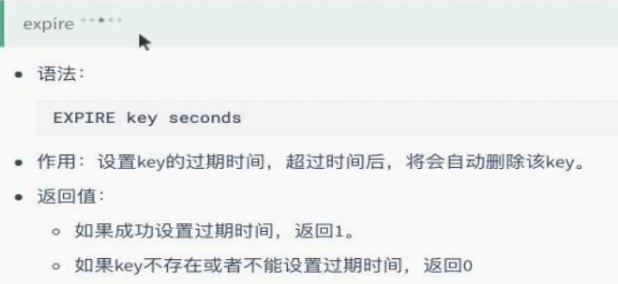 expire *****
语法：
EXPIRE key seconds
作用：设置key的过期时间，超过时间后，将会自动删除该key。
返回值：
如果成功设置过期时间，返回1。
如果key不存在或者不能设置过期时间，返回0